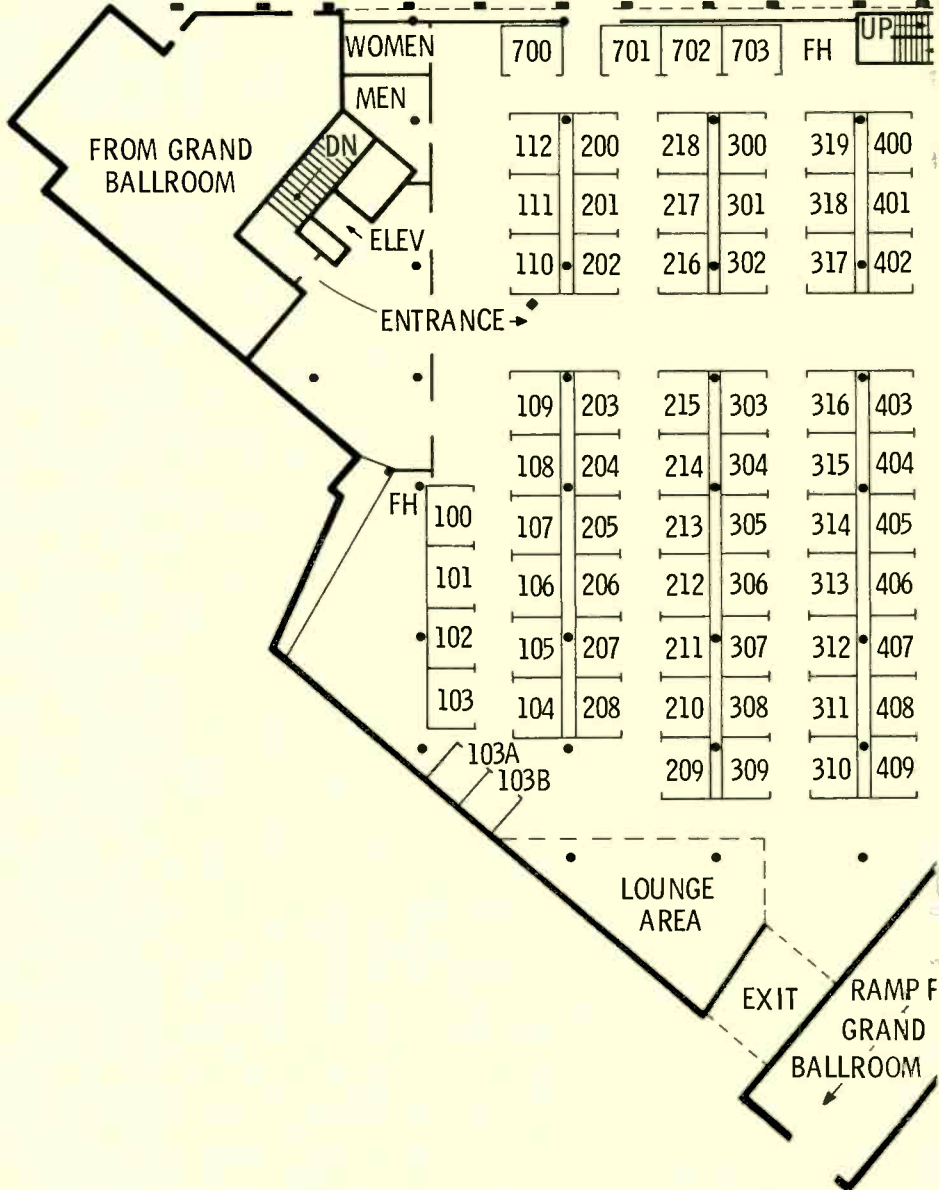 WOMEN
700
701 702 703 FH UP
MEN
FROM GRAND
BALLROOM
DN
ELEV
ENTRANCE
112 200 218 300 319 400
111 201 217 301 318 401
110 202 216 302 317 402
109 203 215 303 316 403
108 204 214 304 315 404
FH
100
107 205 213 305 314 405
101
106 206 212 306 313 406
102
105 207 211 307 312 407
103
104 208 210 308 311 408
103A
103B
209 309 310 409
LOUNGE
AREA
EXIT
RAMP F
GRAND
BALLROOM